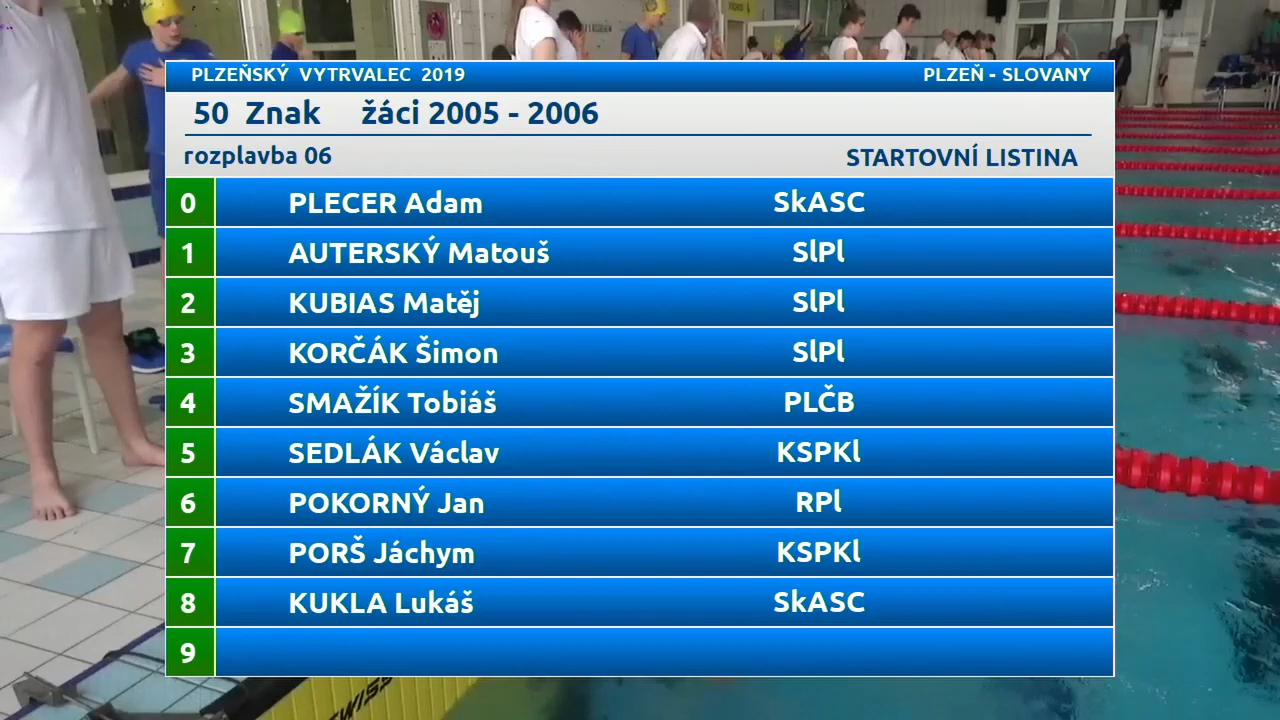 PLZEŇSKÝ VYTRVALEC 2019 PLZEŇ - SLOVANY
50 Znak žáci 2005 - 2006
rozplavba 06 STARTOVNÍ LISTINA
0 PLECER Adam SkASC
1 AUTERSKÝ Matouš SlPl
2 KUBIAS Matěj SlPl
3 KORČÁK Šimon SlPl
4 SMAŽÍK Tobiáš PLČB
5 SEDLÁK Václav KSPKl
6 POKORNÝ Jan RPl
7 PORŠ Jáchym KSPKl
8 KUKLA Lukáš SkASC
9